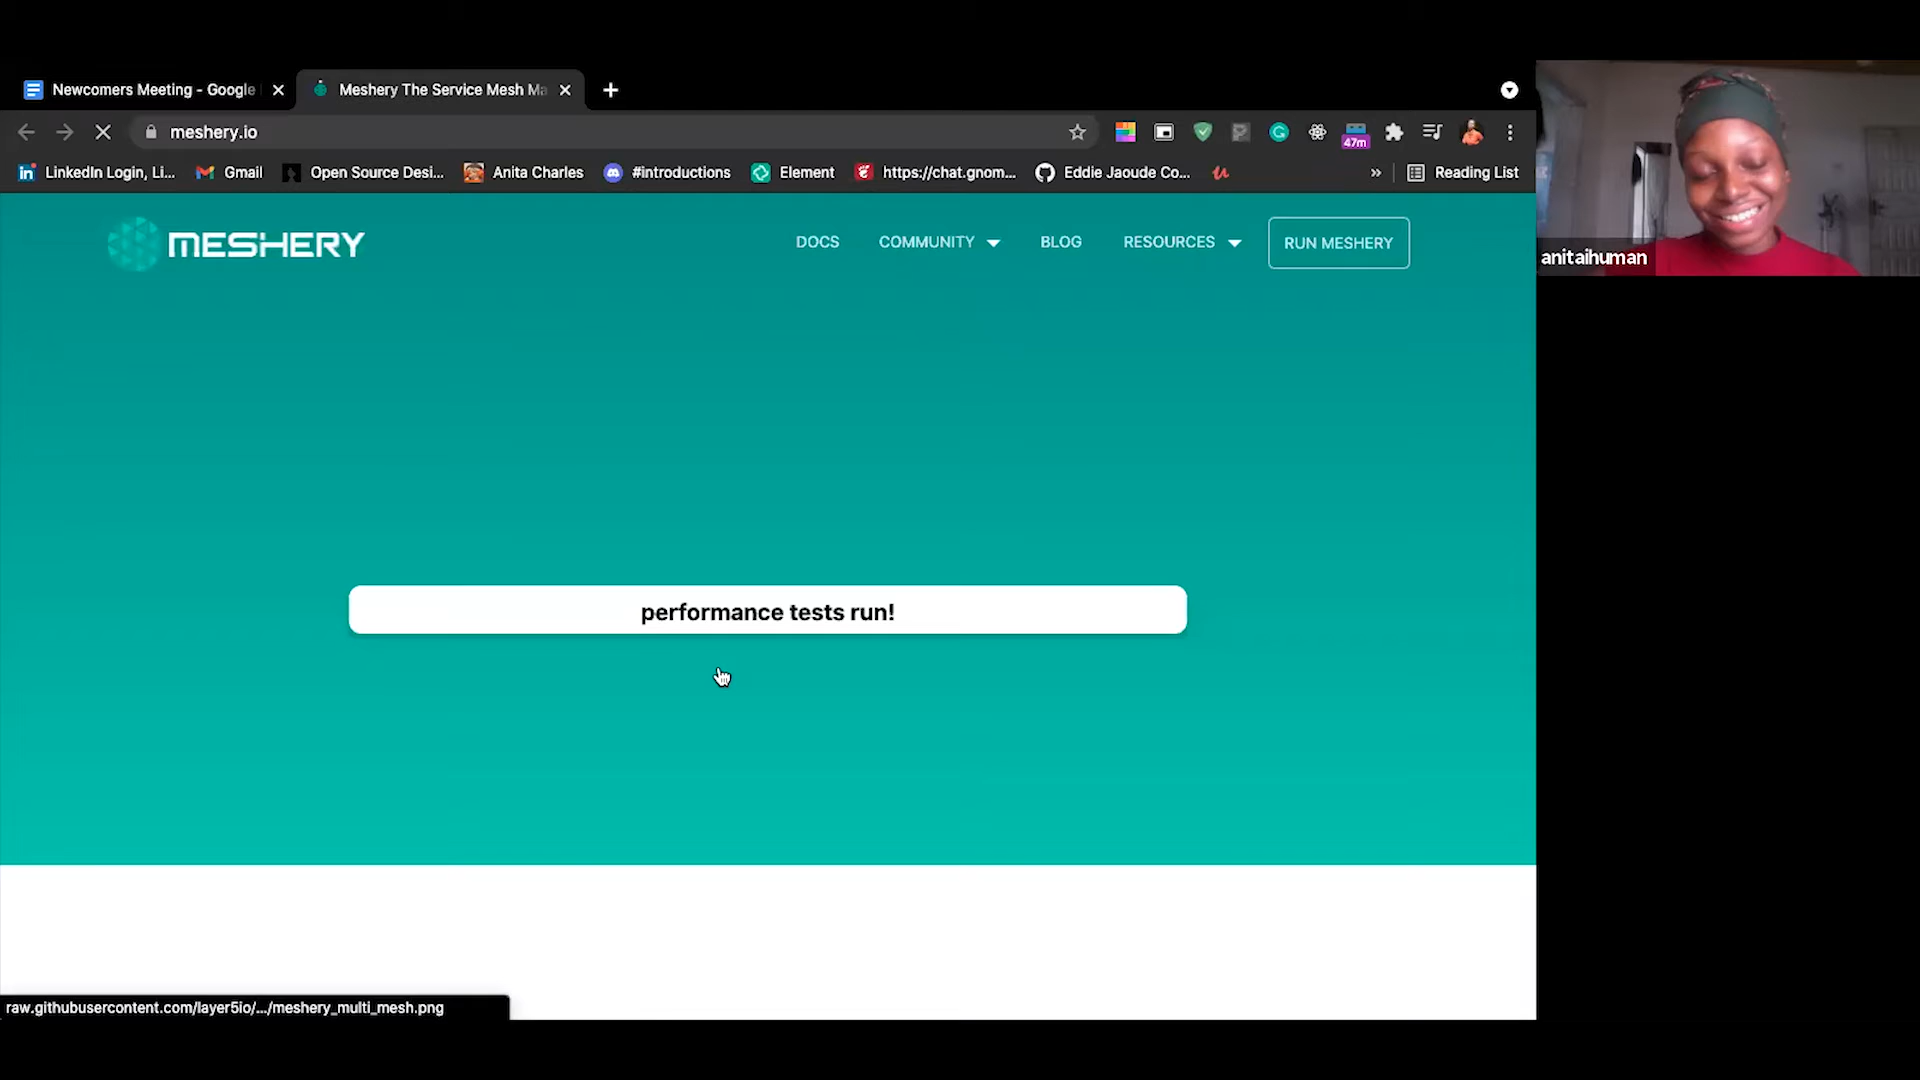 Newcomers Meeting - Google
Meshery The Service Mesh Ma
meshery.io
47m
LinkedIn Login, Li...
Gmail
Open Source Desi...
Anita Charles
#introductions
Element
https://chat.gnom...
Eddie Jaoude Co...
»
Reading List
MESHERY
DOCS
COMMUNITY
BLOG
RESOURCES
RUN MESHERY
anitaihuman
performance tests run!
raw.githubusercontent.com/layer5io/.../meshery_multi_mesh.png